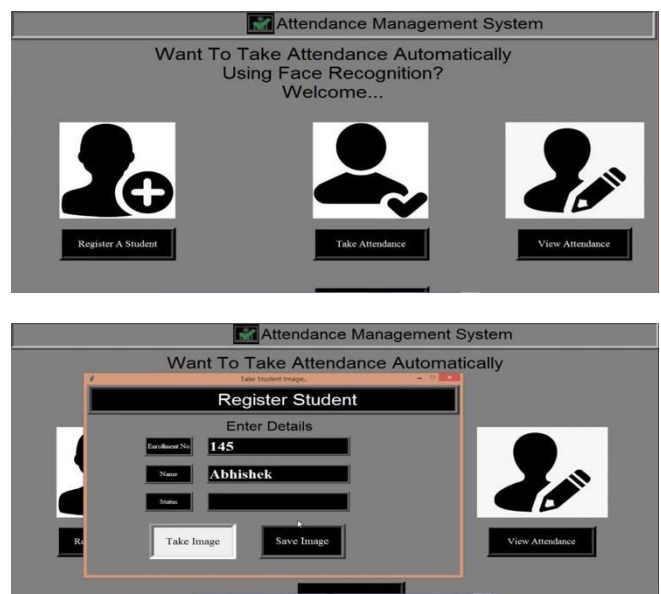 Attendance Management System
Want To Take Attendance Automatically
Using Face Recognition?
Welcome...
Register A Student
Take Attendance
View Attendance
Attendance Management System
Want To Take Attendance Automatically
Take Student Image..
Register Student
Enter Details
Enrollment No 145
Name Abhishek
Status
Take Image
Save Image
Re
View Attendance